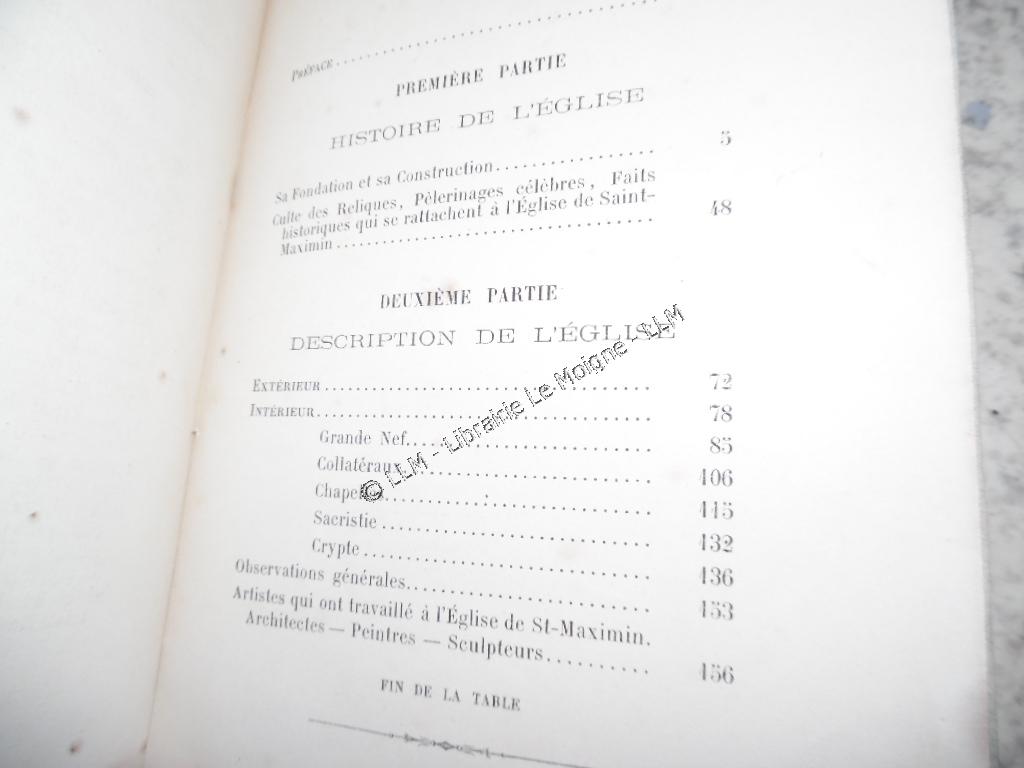 PRÉFACE
PREMIÈRE PARTIE
HISTOIRE DE L'ÉGLISE
Sa Fondation et sa Construction 5
Culte des Reliques, Pèlerinages célèbres, Faits
historiques qui se rattachent à l'Église de Saint-
Maximin 48
DEUXIÈME PARTIE
DESCRIPTION DE L'ÉGLISE
EXTÉRIEUR 72
INTÉRIEUR 78
Grande Nef 85
Collatéraux 106
Chapelles 115
Sacristie 132
Crypte 136
Observations générales 153
Artistes qui ont travaillé à l'Église de St-Maximin.
Architectes — Peintres — Sculpteurs 156
FIN DE LA TABLE
© LLM - Librairie Le Moigne - LLM